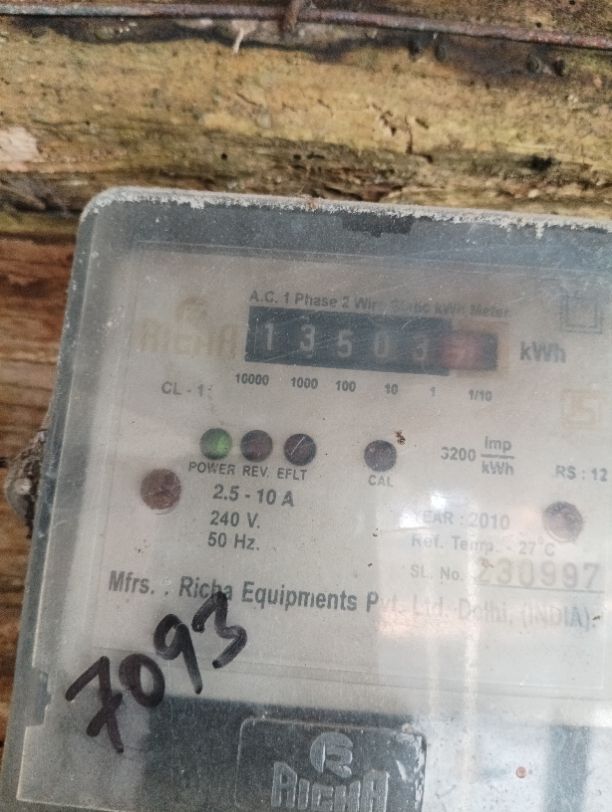 A.C. 1 Phase 2 Wire Static kWh Meter
RICHA 13503 kWh
10000 1000 100 10 1 1/10
CL - 1
POWER REV. EFLT CAL
3200 imp/kWh
RS : 12
2.5 - 10 A
240 V.
50 Hz.
YEAR : 2010
Ref. Temp. - 27°C
SL. No. 230997
Mfrs. : Richa Equipments Pvt. Ltd. Delhi, (INDIA)
7093
RICHA